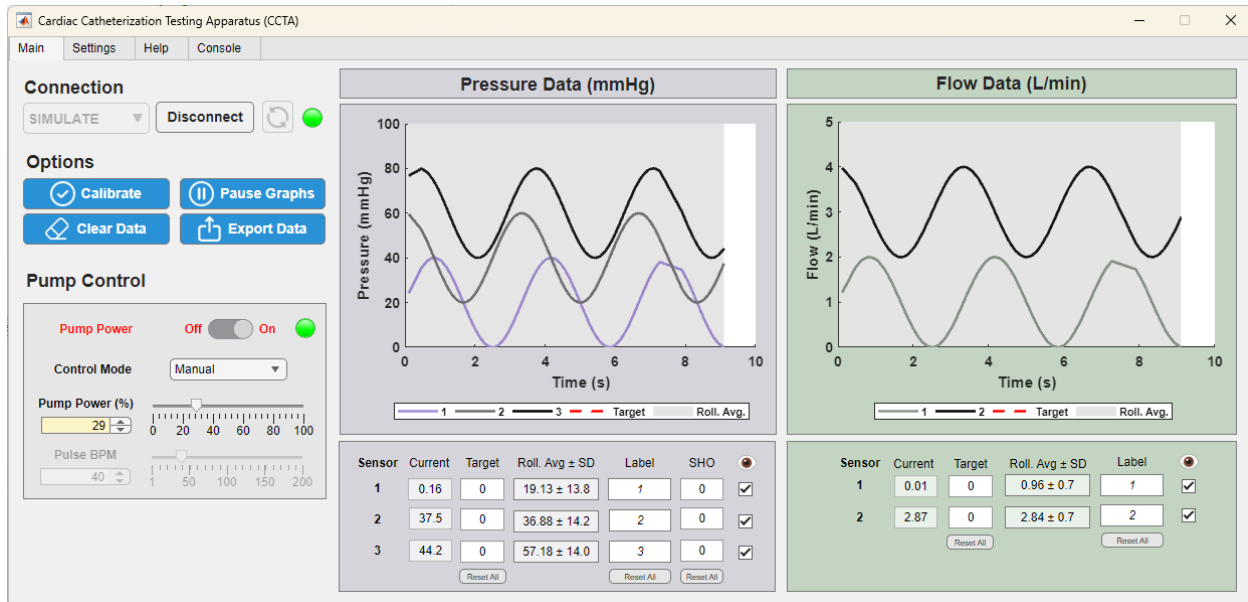 Cardiac Catheterization Testing Apparatus (CCTA)
Main Settings Help Console
Connection
SIMULATE Disconnect
Options
Calibrate Pause Graphs
Clear Data Export Data
Pump Control
Pump Power Off On
Control Mode Manual
Pump Power (%)
29
0 20 40 60 80 100
Pulse BPM
40
1 50 100 150 200
Pressure Data (mmHg)
Pressure (mmHg)
100
80
60
40
20
0
0 2 4 6 8 10
Time (s)
1 2 3 Target Roll. Avg.
Sensor Current Target Roll. Avg ± SD Label SHO
1 0.16 0 19.13 ± 13.8 1 0
2 37.5 0 36.88 ± 14.2 2 0
3 44.2 0 57.18 ± 14.0 3 0
Reset All Reset All Reset All
Flow Data (L/min)
Flow (L/min)
5
4
3
2
1
0
0 2 4 6 8 10
Time (s)
1 2 Target Roll. Avg.
Sensor Current Target Roll. Avg ± SD Label
1 0.01 0 0.96 ± 0.7 1
2 2.87 0 2.84 ± 0.7 2
Reset All Reset All